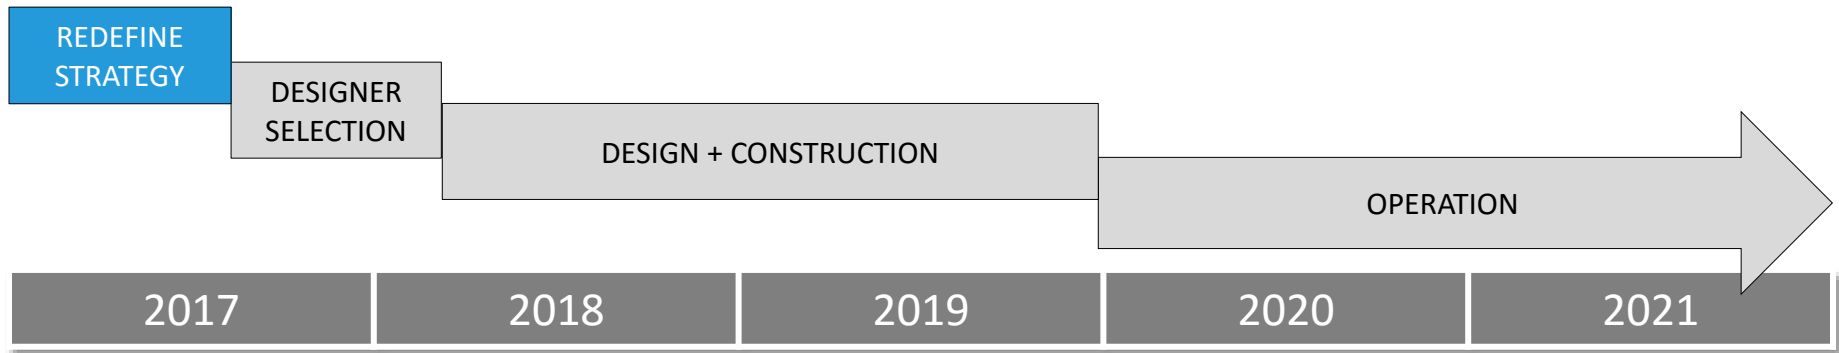 REDEFINE
STRATEGY
DESIGNER
SELECTION
DESIGN + CONSTRUCTION
OPERATION
2017
2018
2019
2020
2021